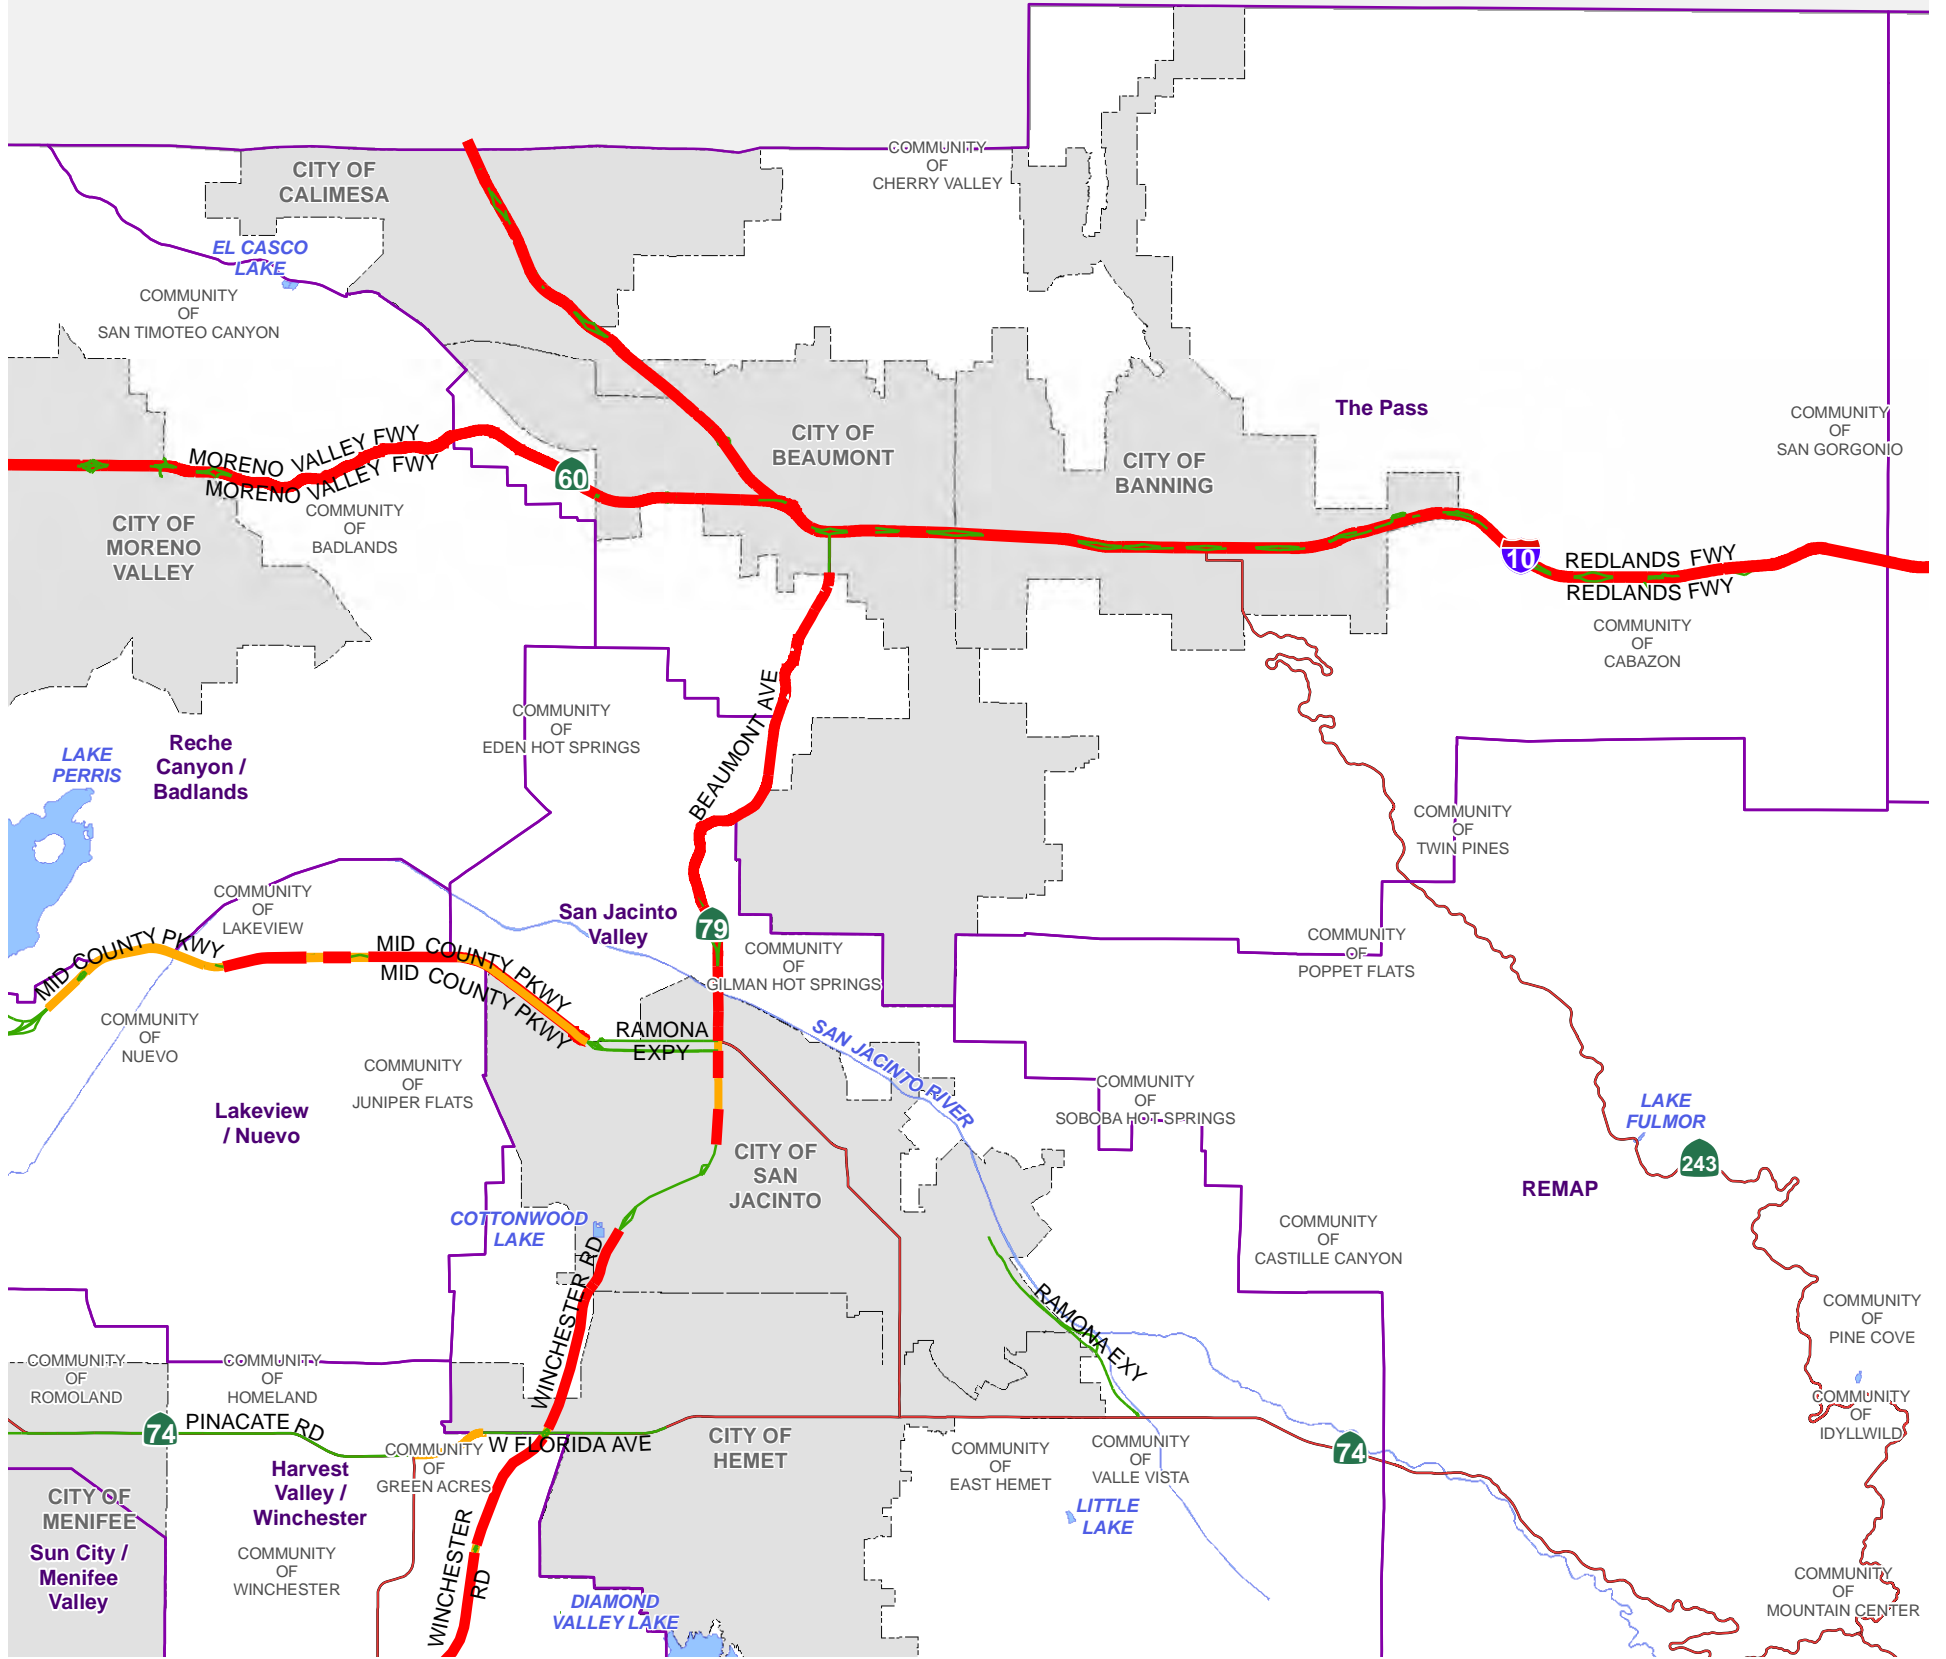 COMMUNITY
OF
CHERRY VALLEY
CITY OF
CALIMESA
EL CASCO
LAKE
COMMUNITY
OF
SAN TIMOTEO CANYON
The Pass
COMMUNITY
OF
SAN GORGONIO
MORENO VALLEY FWY
MORENO VALLEY FWY
60
CITY OF
BEAUMONT
CITY OF
BANNING
COMMUNITY
OF
BADLANDS
CITY OF
MORENO
VALLEY
10
REDLANDS FWY
REDLANDS FWY
COMMUNITY
OF
CABAZON
COMMUNITY
OF
EDEN HOT SPRINGS
BEAUMONT AVE
Reche
Canyon /
Badlands
LAKE
PERRIS
COMMUNITY
OF
TWIN PINES
COMMUNITY
OF
LAKEVIEW
San Jacinto
Valley
79
COMMUNITY
OF
GILMAN HOT SPRINGS
COMMUNITY
OF
POPPET FLATS
MID COUNTY PKWY
MID COUNTY PKWY
MID COUNTY PKWY
RAMONA
EXPY
COMMUNITY
OF
NUEVO
SAN JACINTO RIVER
COMMUNITY
OF
JUNIPER FLATS
COMMUNITY
OF
SOBOBA HOT SPRINGS
Lakeview
/ Nuevo
LAKE
FULMOR
243
REMAP
CITY OF
SAN
JACINTO
COTTONWOOD
LAKE
COMMUNITY
OF
CASTILLE CANYON
WINCHESTER RD
RAMONA EXY
COMMUNITY
OF
PINE COVE
COMMUNITY
OF
ROMOLAND
COMMUNITY
OF
HOMELAND
COMMUNITY
OF
IDYLLWILD
74
PINACATE RD
W FLORIDA AVE
COMMUNITY
OF
GREEN ACRES
CITY OF
HEMET
COMMUNITY
OF
EAST HEMET
COMMUNITY
OF
VALLE VISTA
74
Harvest
Valley /
Winchester
CITY OF
MENIFEE
LITTLE
LAKE
Sun City /
Menifee
Valley
COMMUNITY
OF
WINCHESTER
WINCHESTER
RD
DIAMOND
VALLEY LAKE
COMMUNITY
OF
MOUNTAIN CENTER